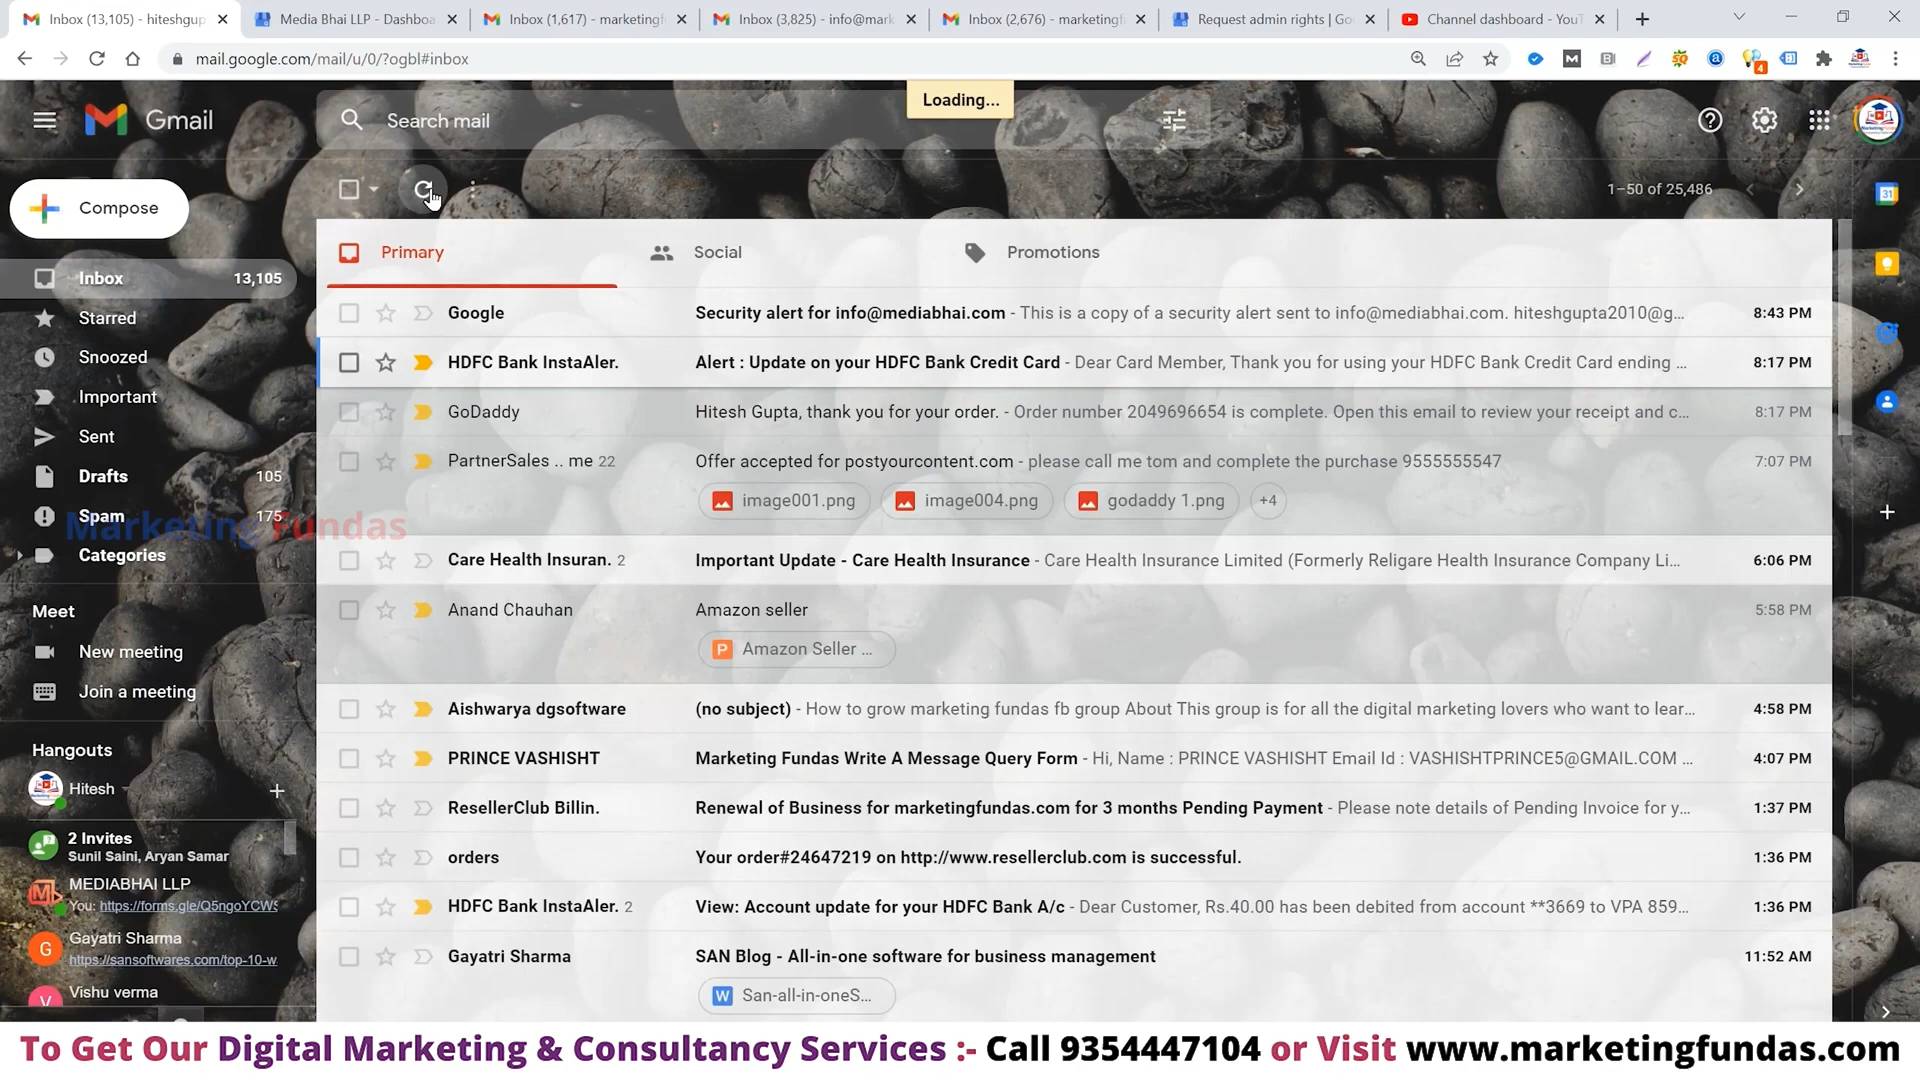 Inbox (13,105) - hiteshgup
Media Bhai LLP - Dashboa
Inbox (1,617) - marketingf
Inbox (3,825) - info@mark
Inbox (2,676) - marketingf
Request admin rights | Go
Channel dashboard - YouT
mail.google.com/mail/u/0/?ogbl#inbox
Loading...
Gmail
Search mail
Compose
1–50 of 25,486
Inbox 13,105
Starred
Snoozed
Important
Sent
Drafts 105
Spam 175
Categories
Marketing Fundas
Meet
New meeting
Join a meeting
Hangouts
Hitesh
2 Invites
Sunil Saini, Aryan Samar
MEDIABHAI LLP
You: https://forms.gle/Q5ngoYCWS
Gayatri Sharma
https://sansoftwares.com/top-10-w
Vishu verma
Primary Social Promotions
Google Security alert for info@mediabhai.com - This is a copy of a security alert sent to info@mediabhai.com. hiteshgupta2010@g... 8:43 PM
HDFC Bank InstaAler. Alert : Update on your HDFC Bank Credit Card - Dear Card Member, Thank you for using your HDFC Bank Credit Card ending ... 8:17 PM
GoDaddy Hitesh Gupta, thank you for your order. - Order number 2049696654 is complete. Open this email to review your receipt and c... 8:17 PM
PartnerSales .. me 22 Offer accepted for postyourcontent.com - please call me tom and complete the purchase 9555555547 7:07 PM
image001.png image004.png godaddy 1.png +4
Care Health Insuran. 2 Important Update - Care Health Insurance - Care Health Insurance Limited (Formerly Religare Health Insurance Company Li... 6:06 PM
Anand Chauhan Amazon seller 5:58 PM
P Amazon Seller ...
Aishwarya dgsoftware (no subject) - How to grow marketing fundas fb group About This group is for all the digital marketing lovers who want to lear... 4:58 PM
PRINCE VASHISHT Marketing Fundas Write A Message Query Form - Hi, Name : PRINCE VASHISHT Email Id : VASHISHTPRINCE5@GMAIL.COM ... 4:07 PM
ResellerClub Billin. Renewal of Business for marketingfundas.com for 3 months Pending Payment - Please note details of Pending Invoice for y... 1:37 PM
orders Your order#24647219 on http://www.resellerclub.com is successful. 1:36 PM
HDFC Bank InstaAler. 2 View: Account update for your HDFC Bank A/c - Dear Customer, Rs.40.00 has been debited from account **3669 to VPA 859... 1:36 PM
Gayatri Sharma SAN Blog - All-in-one software for business management 11:52 AM
W San-all-in-oneS...
To Get Our Digital Marketing & Consultancy Services :- Call 9354447104 or Visit www.marketingfundas.com